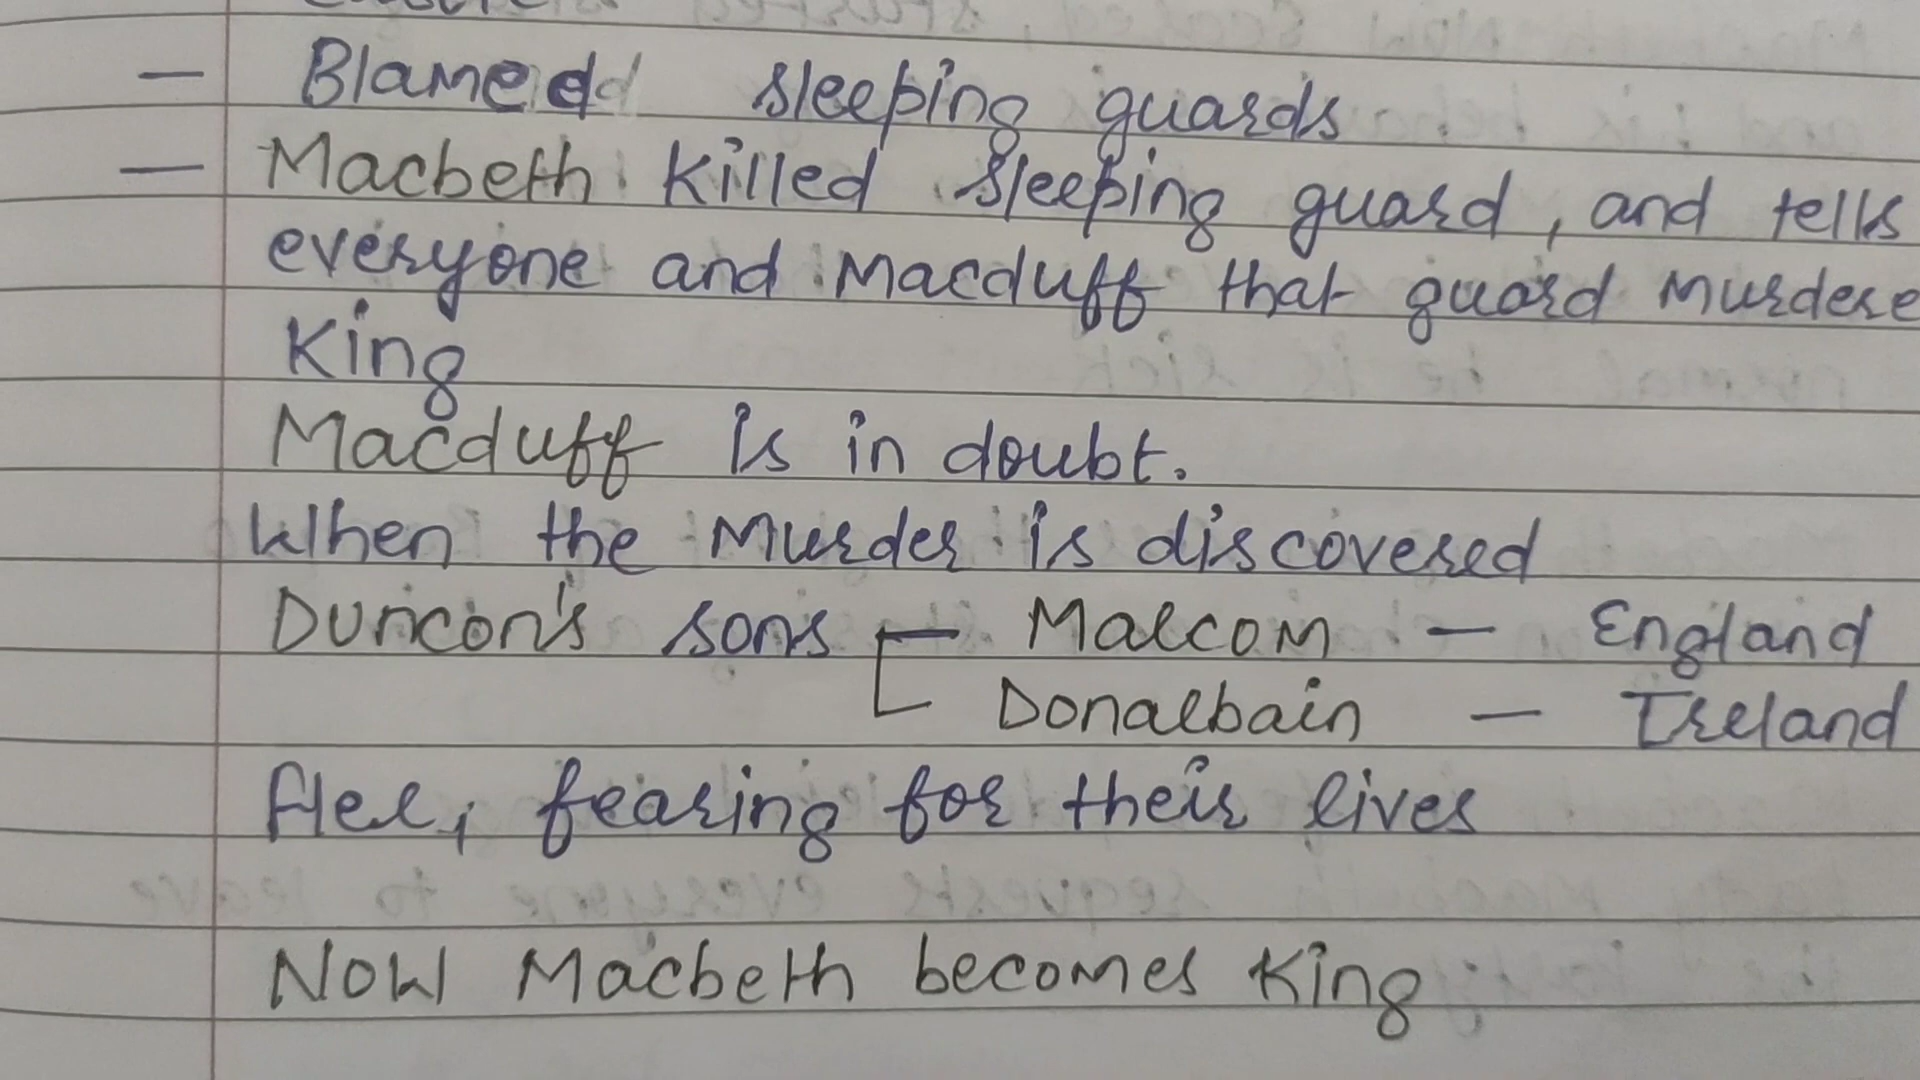 — Blamed sleeping guards
— Macbeth killed sleeping guard, and tells
everyone and Macduff that guard murdere
King
Macduff is in doubt.
When the Murder is discovered
Duncon's sons — Malcom — England
Donalbain — Ireland
flee, fearing for their lives
Now Macbeth becomes King